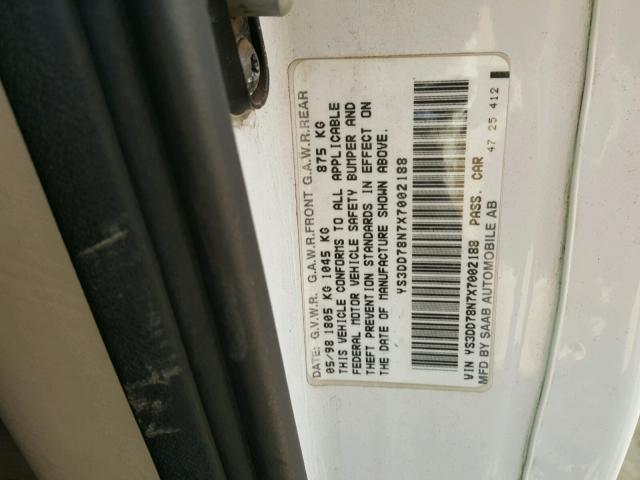 DATE: G.V.W.R. G.A.W.R.FRONT G.A.W.R.REAR
05/98 1805 KG 1045 KG 875 KG
THIS VEHICLE CONFORMS TO ALL APPLICABLE
FEDERAL MOTOR VEHICLE SAFETY BUMPER AND
THEFT PREVENTION STANDARDS IN EFFECT ON
THE DATE OF MANUFACTURE SHOWN ABOVE.
YS3DD78N7X7002188
VIN YS3DD78N7X7002188 PASS. CAR
MFD BY SAAB AUTOMOBILE AB 47 25 412